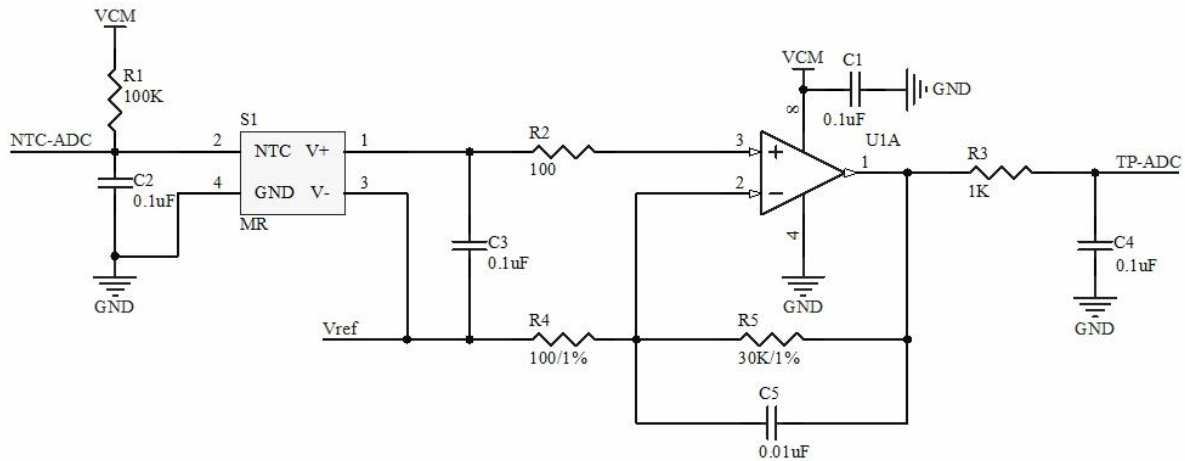 VCM
R1
100K
NTC-ADC
C2
0.1uF
GND
S1
2
NTC V+
1
4
GND V-
3
MR
C3
0.1uF
Vref
R2
100
R4
100/1%
VCM
C1
0.1uF
GND
8
U1A
3
+
2
−
1
4
GND
R5
30K/1%
C5
0.01uF
R3
1K
TP-ADC
C4
0.1uF
GND